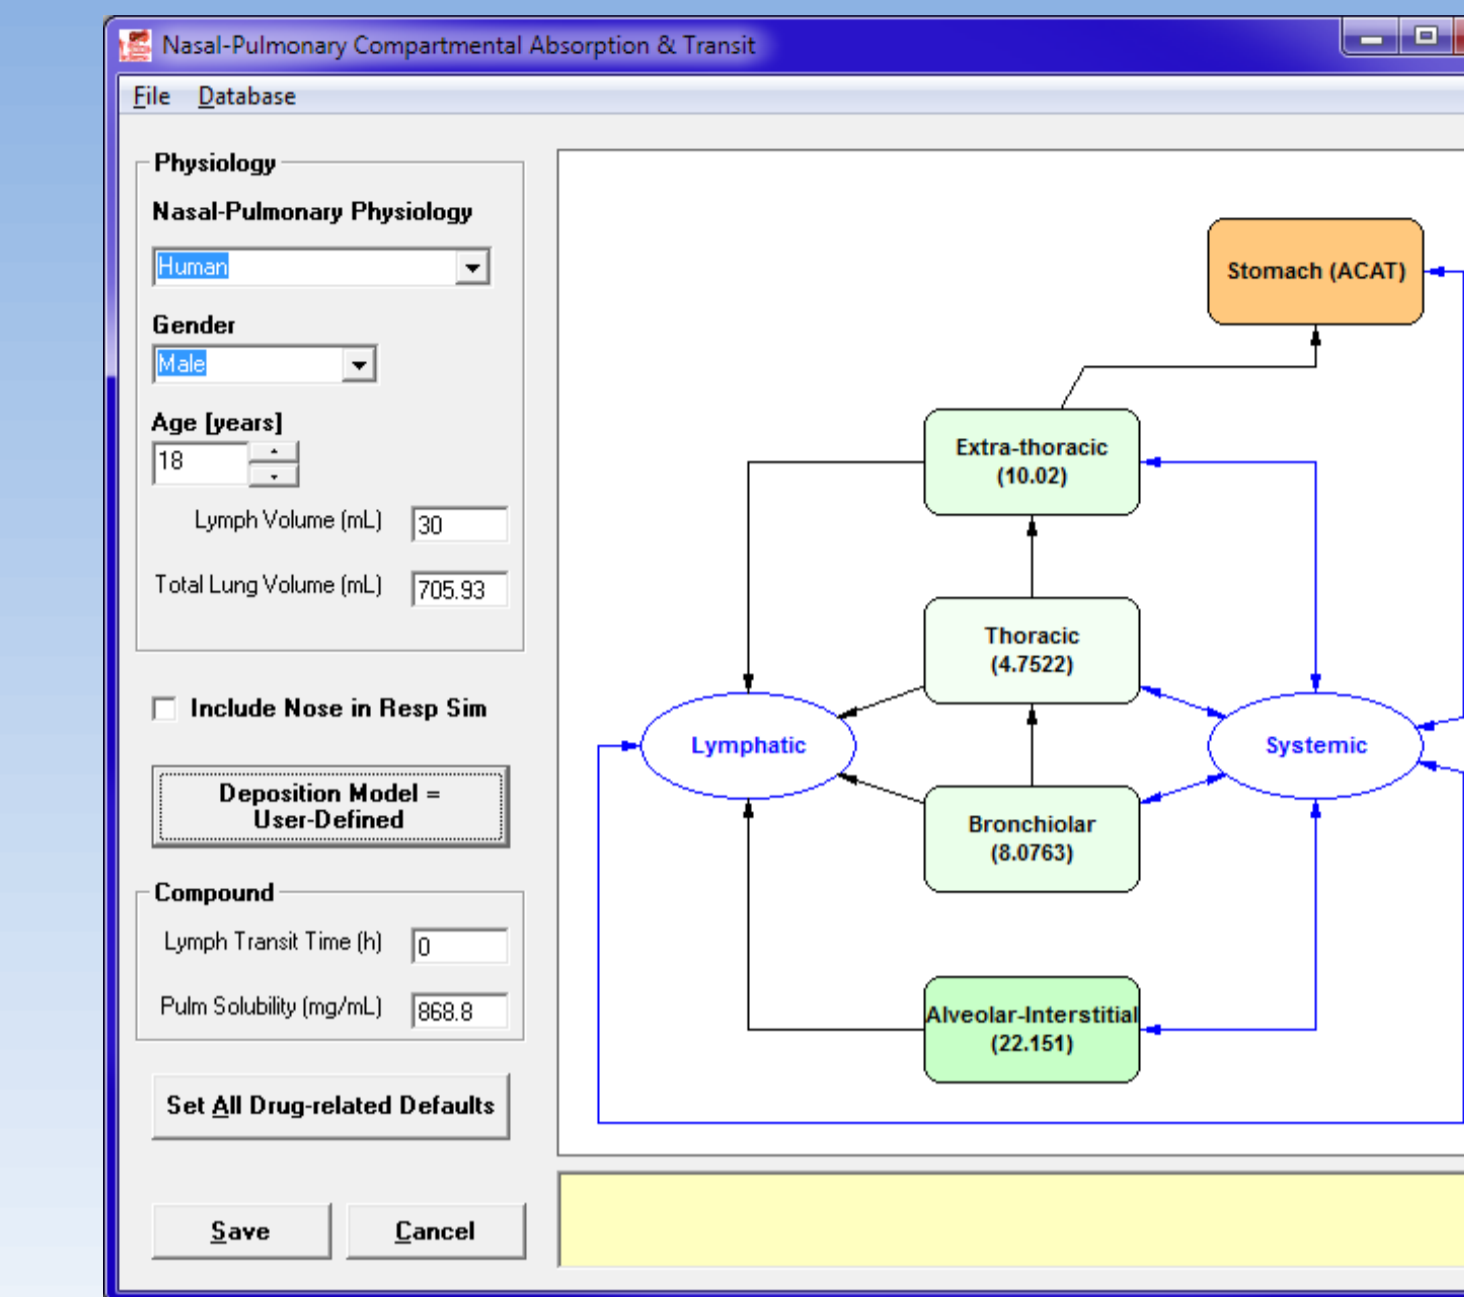 Nasal-Pulmonary Compartmental Absorption & Transit
File Database
Physiology
Nasal-Pulmonary Physiology
Human
Gender
Male
Age [years]
18
Lymph Volume (mL) 30
Total Lung Volume (mL) 705.93
Include Nose in Resp Sim
Deposition Model =
User-Defined
Compound
Lymph Transit Time (h) 0
Pulm Solubility (mg/mL) 868.8
Set All Drug-related Defaults
Save Cancel
Stomach (ACAT)
Extra-thoracic
(10.02)
Thoracic
(4.7522)
Lymphatic
Systemic
Bronchiolar
(8.0763)
Alveolar-Interstitial
(22.151)